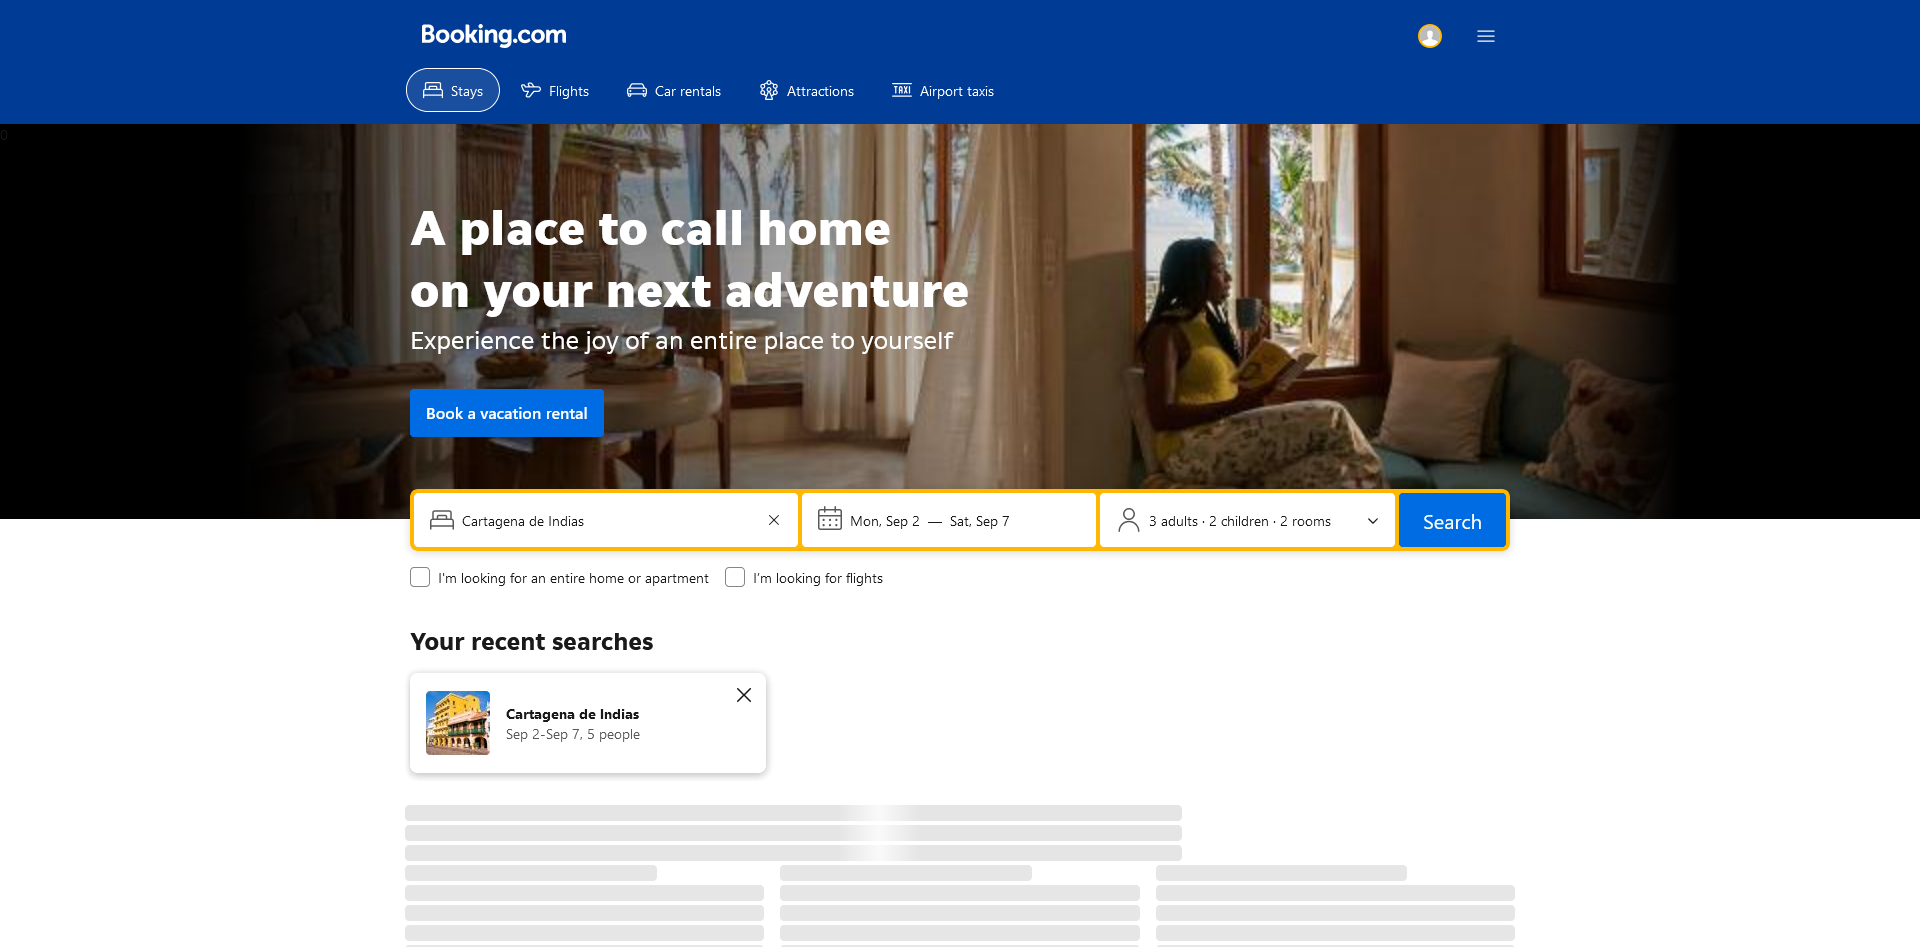 Booking.com
Stays
Flights
Car rentals
Attractions
TAXI
Airport taxis
0
A place to call home
on your next adventure
Experience the joy of an entire place to yourself
Book a vacation rental
Cartagena de Indias
Mon, Sep 2 — Sat, Sep 7
3 adults · 2 children · 2 rooms
Search
I'm looking for an entire home or apartment
I'm looking for flights
Your recent searches
Cartagena de Indias
Sep 2-Sep 7, 5 people